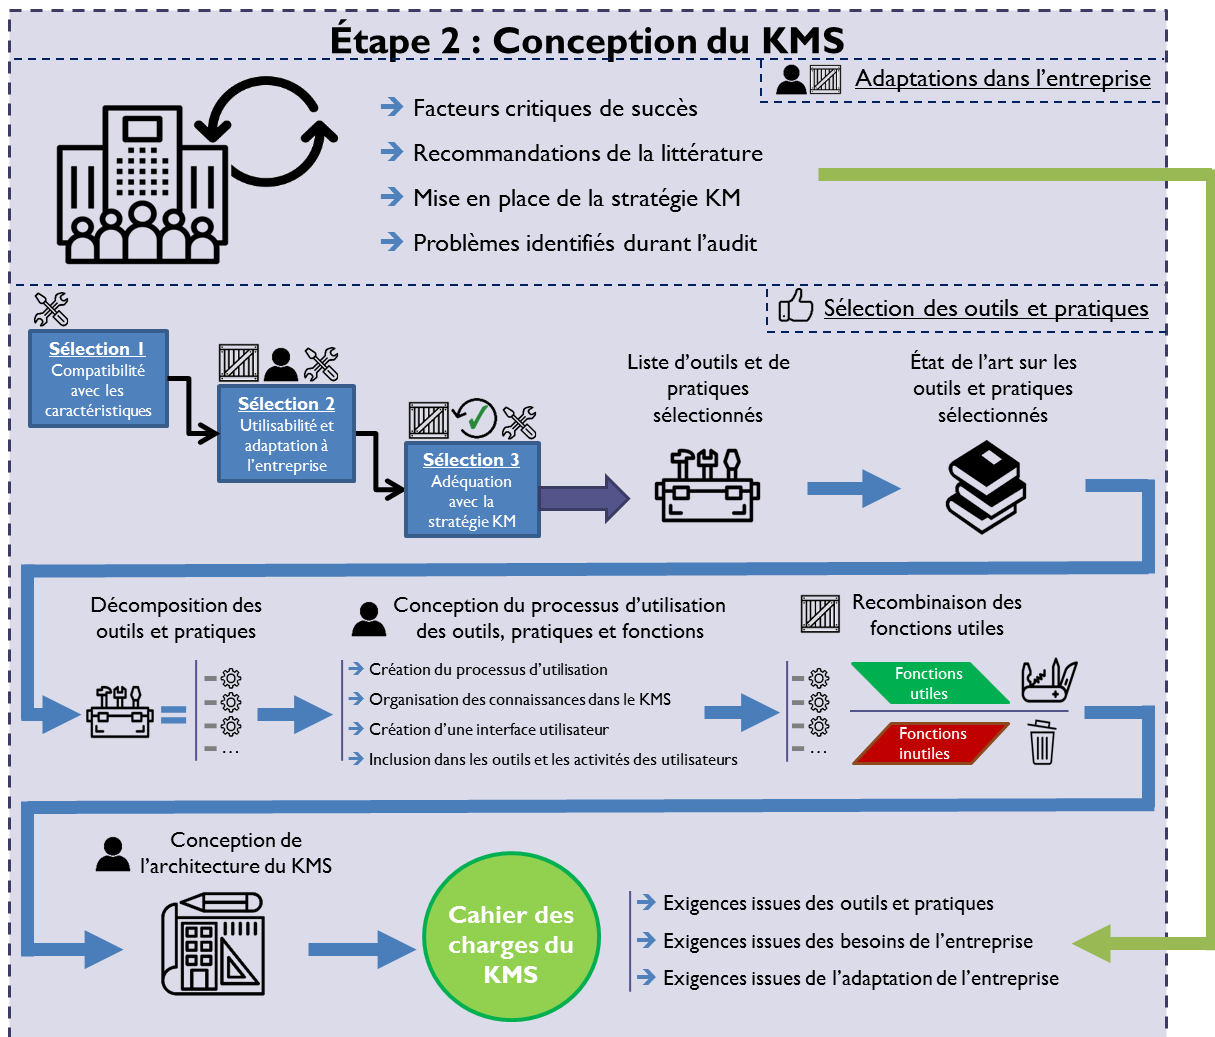 Étape 2 : Conception du KMS
Adaptations dans l'entreprise
Facteurs critiques de succès
Recommandations de la littérature
Mise en place de la stratégie KM
Problèmes identifiés durant l'audit
Sélection des outils et pratiques
Sélection 1
Compatibilité
avec les
caractéristiques
Sélection 2
Utilisabilité et
adaptation à
l'entreprise
Sélection 3
Adéquation
avec la
stratégie KM
Liste d'outils et de
pratiques
sélectionnés
État de l'art sur les
outils et pratiques
sélectionnés
Décomposition des
outils et pratiques
...
Conception du processus d'utilisation
des outils, pratiques et fonctions
Création du processus d'utilisation
Organisation des connaissances dans le KMS
Création d'une interface utilisateur
Inclusion dans les outils et les activités des utilisateurs
Recombinaison des
fonctions utiles
...
Fonctions
utiles
Fonctions
inutiles
Conception de
l'architecture du KMS
Cahier des
charges du
KMS
Exigences issues des outils et pratiques
Exigences issues des besoins de l'entreprise
Exigences issues de l'adaptation de l'entreprise